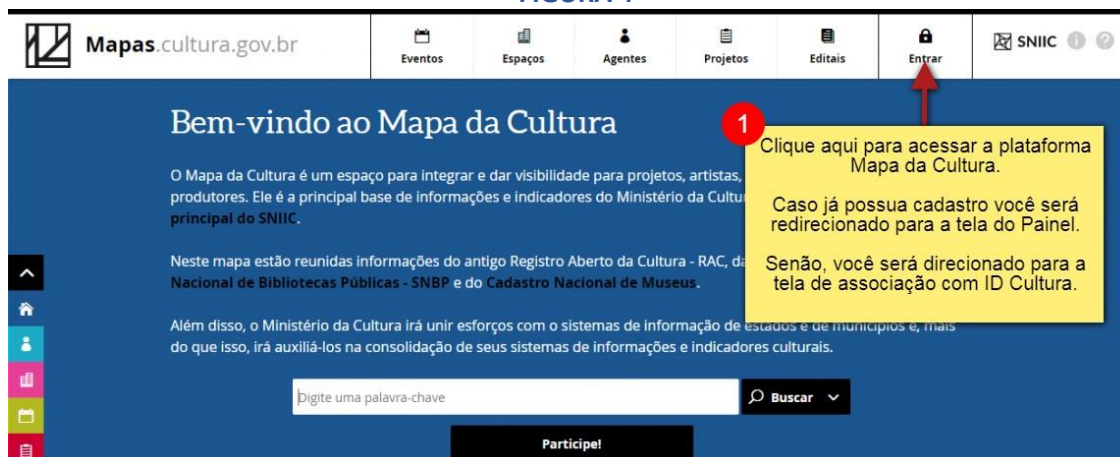 Mapas.cultura.gov.br
Eventos
Espaços
Agentes
Projetos
Editais
Entrar
SNIIC
Bem-vindo ao Mapa da Cultura
O Mapa da Cultura é um espaço para integrar e dar visibilidade para projetos, artistas,
produtores. Ele é a principal base de informações e indicadores do Ministério da Cultu
principal do SNIIC.
Neste mapa estão reunidas informações do antigo Registro Aberto da Cultura - RAC, da
Nacional de Bibliotecas Públicas - SNBP e do Cadastro Nacional de Museus.
Além disso, o Ministério da Cultura irá unir esforços com o sistemas de informação de estados e de municípios e, mais
do que isso, irá auxiliá-los na consolidação de seus sistemas de informações e indicadores culturais.
1
Clique aqui para acessar a plataforma
Mapa da Cultura.
Caso já possua cadastro você será
redirecionado para a tela do Painel.
Senão, você será direcionado para a
tela de associação com ID Cultura.
Digite uma palavra-chave
Buscar
Participe!